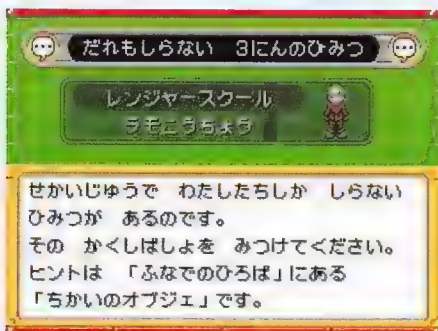 だれもしらない 3にんのひみつ
レンジャースクール
ラモこうちょう
せかいじゅうで わたしたちしか しらない
ひみつが あるのです。
その かくしばしょを みつけてください。
ヒントは 「ふなでのひろば」にある
「ちかいのオブジェ」です。